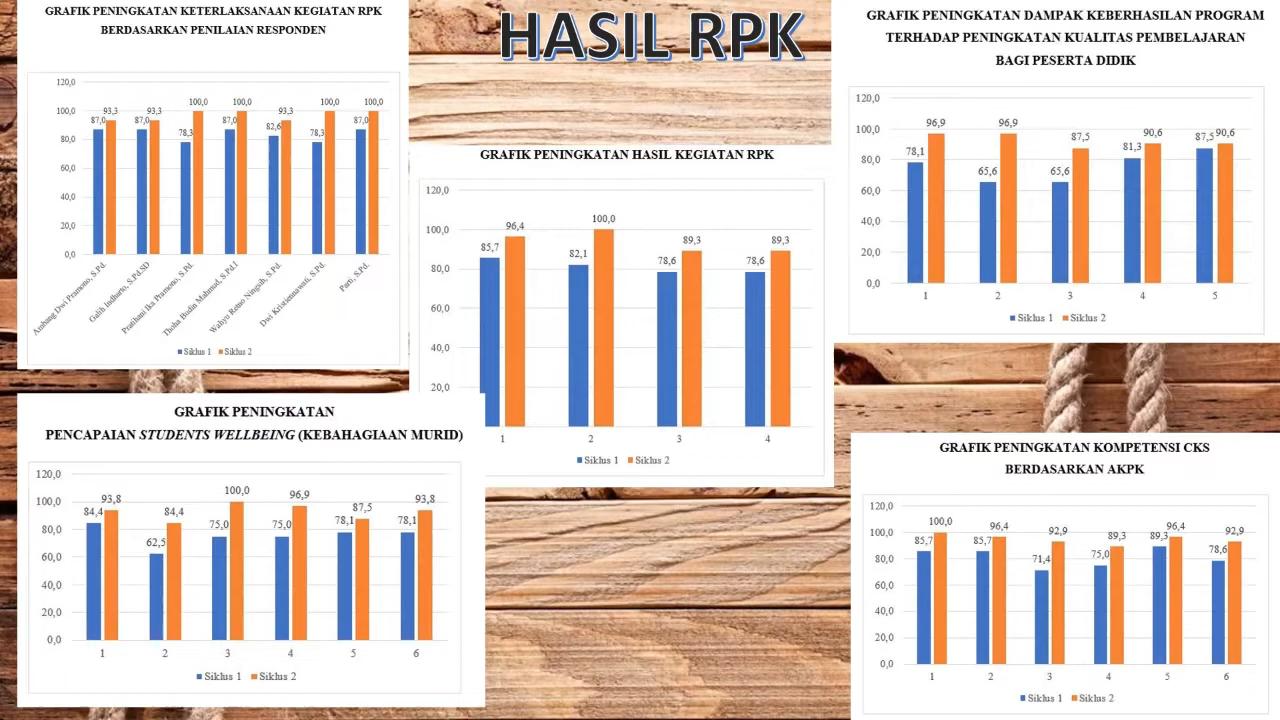 HASIL RPK
GRAFIK PENINGKATAN KETERLAKSANAAN KEGIATAN RPK
BERDASARKAN PENILAIAN RESPONDEN
120,0
100,0
80,0
60,0
40,0
20,0
0,0
87,0 93,3 87,0 93,3 78,3 100,0 87,0 100,0 82,6 93,3 78,3 100,0 87,0 100,0
Ambang Dwi Pramono, S.Pd.
Galih Indharto, S.Pd.SD
Pratihani Ika Pramono, S.Pd.
Thoha Budin Mahmud, S.Pd.I
Wahyu Retno Ningsih, S.Pd.
Dwi Kristiennawati, S.Pd.
Parti, S.Pd.
Siklus 1 Siklus 2
GRAFIK PENINGKATAN HASIL KEGIATAN RPK
120,0
100,0
80,0
60,0
40,0
20,0
85,7 96,4 82,1 100,0 78,6 89,3 78,6 89,3
1 2 3 4
Siklus 1 Siklus 2
GRAFIK PENINGKATAN DAMPAK KEBERHASILAN PROGRAM
TERHADAP PENINGKATAN KUALITAS PEMBELAJARAN
BAGI PESERTA DIDIK
120,0
100,0
80,0
60,0
40,0
20,0
0,0
78,1 96,9 65,6 96,9 65,6 87,5 81,3 90,6 87,5 90,6
1 2 3 4 5
Siklus 1 Siklus 2
GRAFIK PENINGKATAN
PENCAPAIAN STUDENTS WELLBEING (KEBAHAGIAAN MURID)
120,0
100,0
80,0
60,0
40,0
20,0
0,0
84,4 93,8 62,5 84,4 75,0 100,0 75,0 96,9 78,1 87,5 78,1 93,8
1 2 3 4 5 6
Siklus 1 Siklus 2
GRAFIK PENINGKATAN KOMPETENSI CKS
BERDASARKAN AKPK
120,0
100,0
80,0
60,0
40,0
20,0
0,0
85,7 100,0 85,7 96,4 71,4 92,9 75,0 89,3 89,3 96,4 78,6 92,9
1 2 3 4 5 6
Siklus 1 Siklus 2